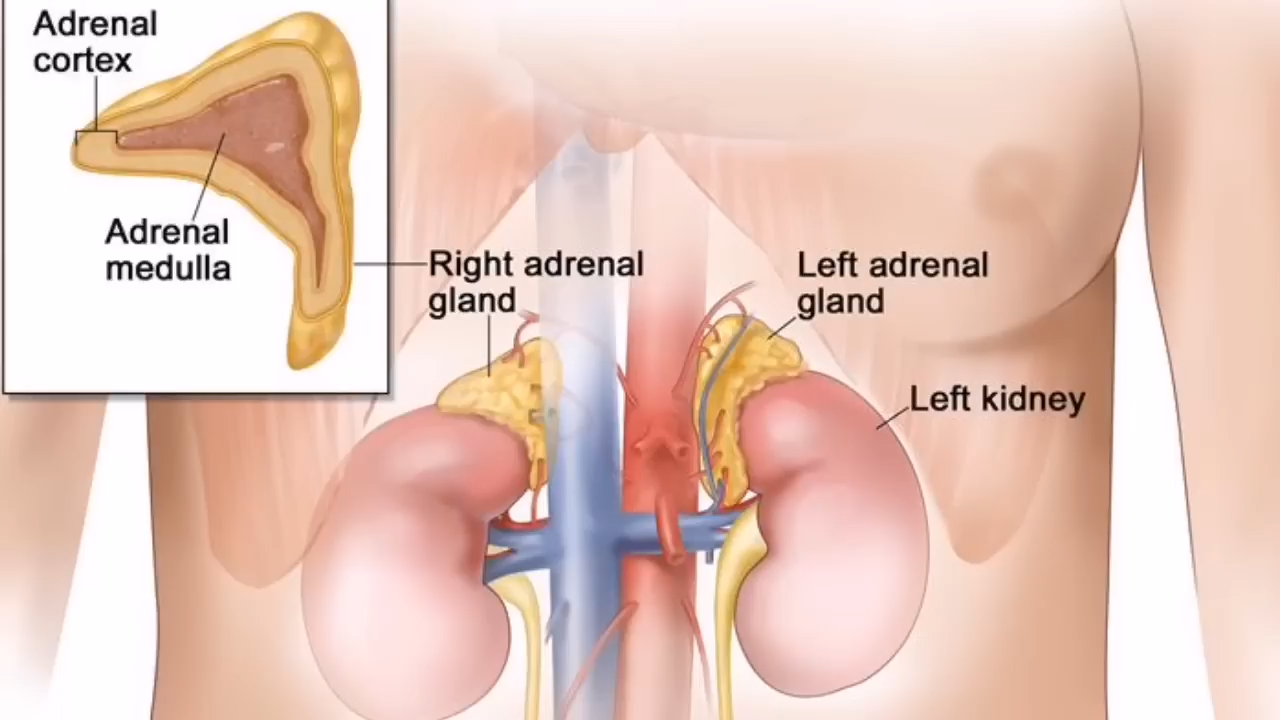 Adrenal
cortex
Adrenal
medulla
Right adrenal
gland
Left adrenal
gland
Left kidney